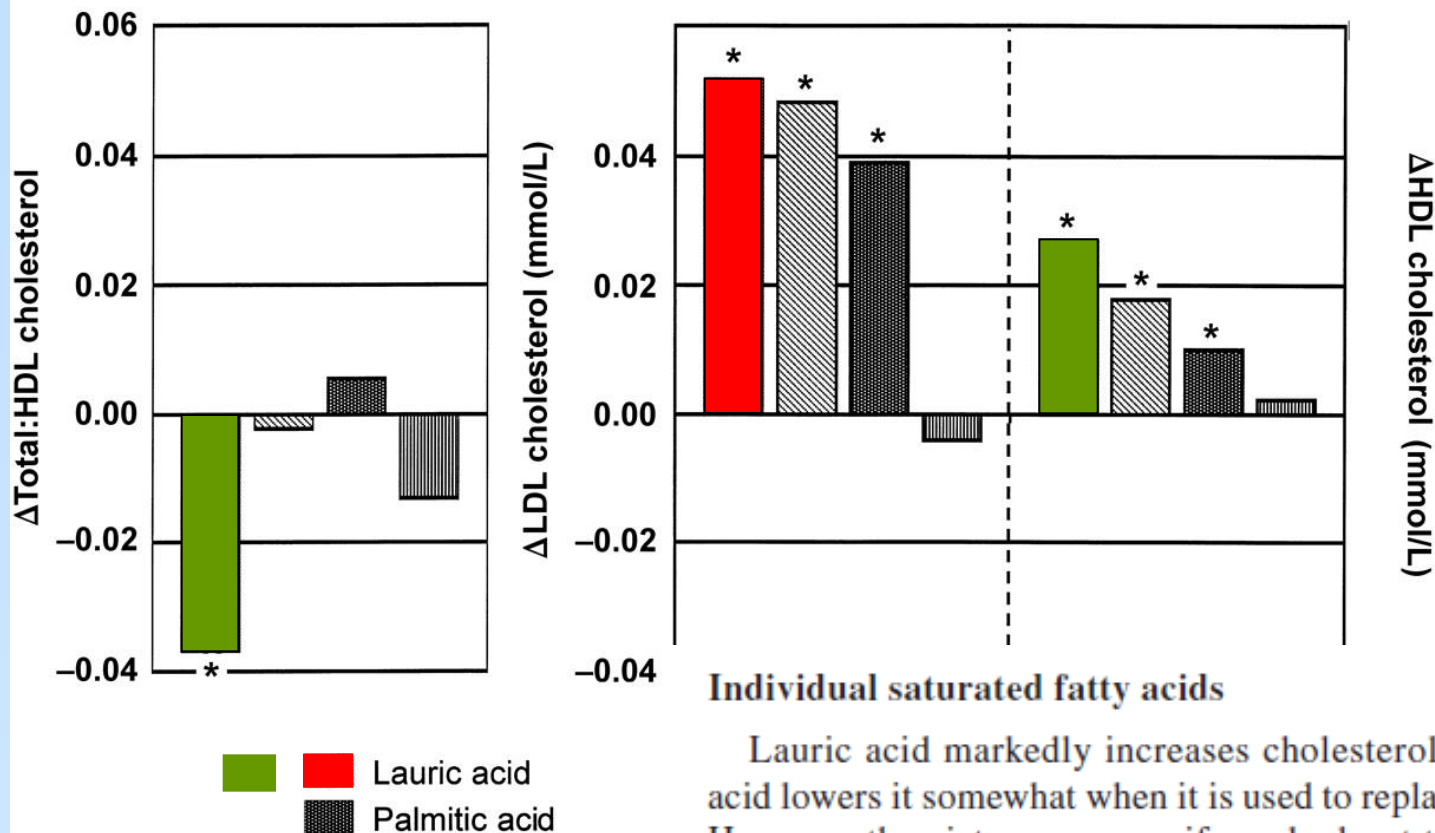 ΔTotal:HDL cholesterol
0.06
0.04
0.02
0.00
–0.02
–0.04
*
ΔLDL cholesterol (mmol/L)
0.04
0.02
0.00
–0.02
–0.04
*
*
*
*
*
*
ΔHDL cholesterol (mmol/L)
Lauric acid
Palmitic acid
Individual saturated fatty acids
Lauric acid markedly increases cholesterol
acid lowers it somewhat when it is used to repla